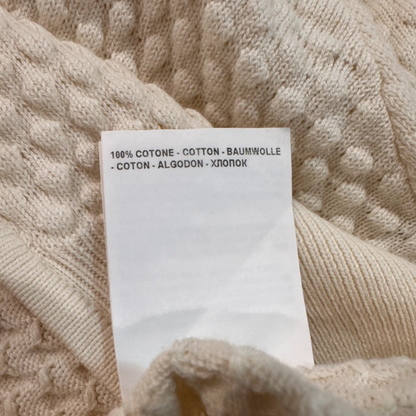 100% COTONE - COTTON - BAUMWOLLE
- COTON - ALGODON - ХЛОПОК